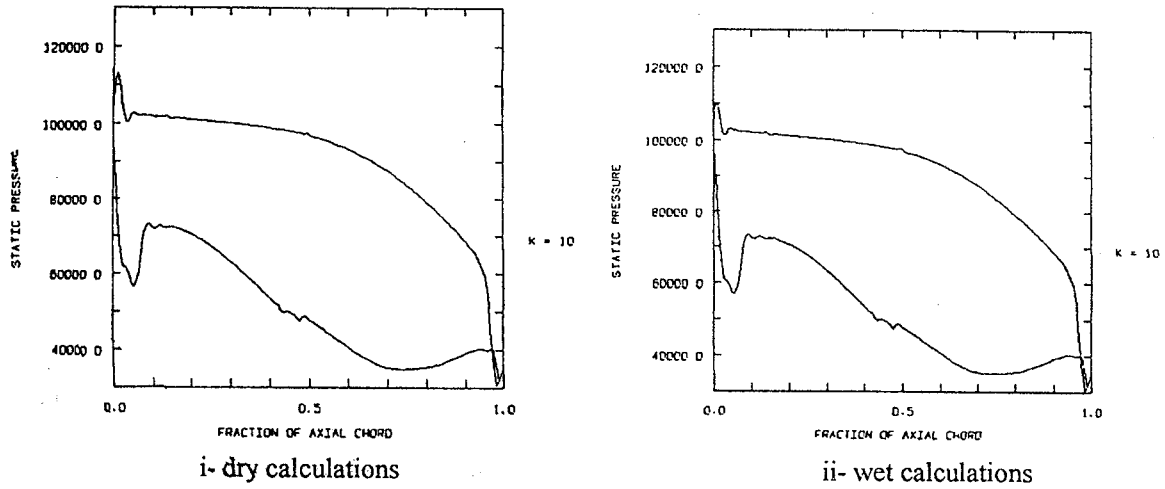 120000 0
100000 0
80000 0
60000 0
40000 0
STATIC PRESSURE
0.0 0.5 1.0
FRACTION OF AXIAL CHORD
K = 10
i- dry calculations
120000 0
100000 0
80000 0
60000 0
40000 0
STATIC PRESSURE
0.0 0.5 1.0
FRACTION OF AXIAL CHORD
K = 10
ii- wet calculations